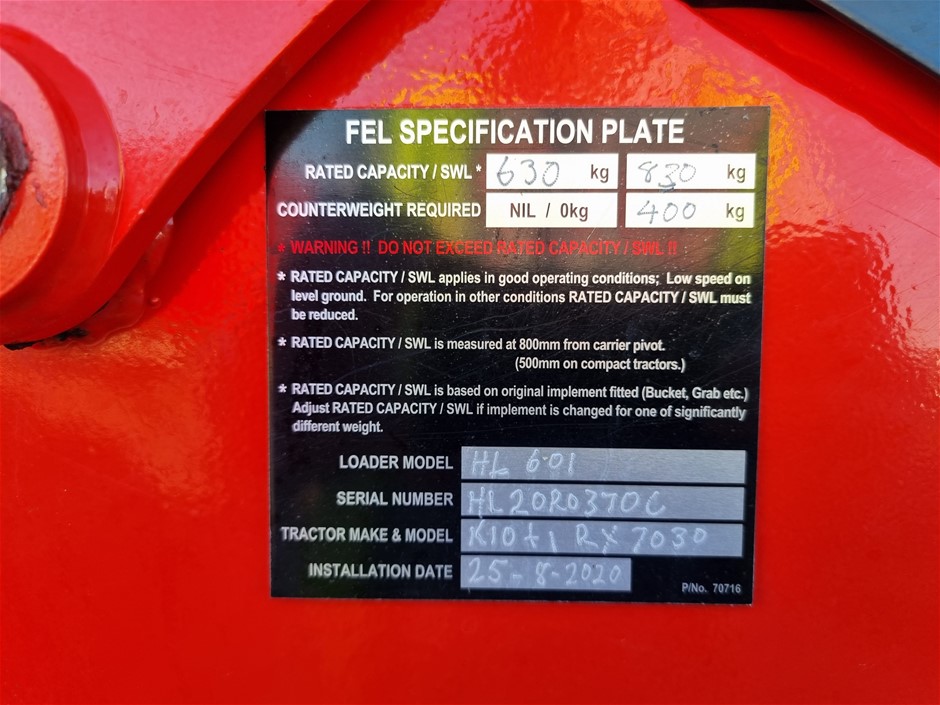 FEL SPECIFICATION PLATE
RATED CAPACITY / SWL * 630 kg 830 kg
COUNTERWEIGHT REQUIRED NIL / 0kg 400 kg
* WARNING !! DO NOT EXCEED RATED CAPACITY / SWL !!
* RATED CAPACITY / SWL applies in good operating conditions; Low speed on
level ground. For operation in other conditions RATED CAPACITY / SWL must
be reduced.
* RATED CAPACITY / SWL is measured at 800mm from carrier pivot.
(500mm on compact tractors.)
* RATED CAPACITY / SWL is based on original implement fitted (Bucket, Grab etc.)
Adjust RATED CAPACITY / SWL if implement is changed for one of significantly
different weight.
LOADER MODEL HL 601
SERIAL NUMBER HL20R0370C
TRACTOR MAKE & MODEL Kioti RX 7030
INSTALLATION DATE 25-8-2020
P/No. 70716